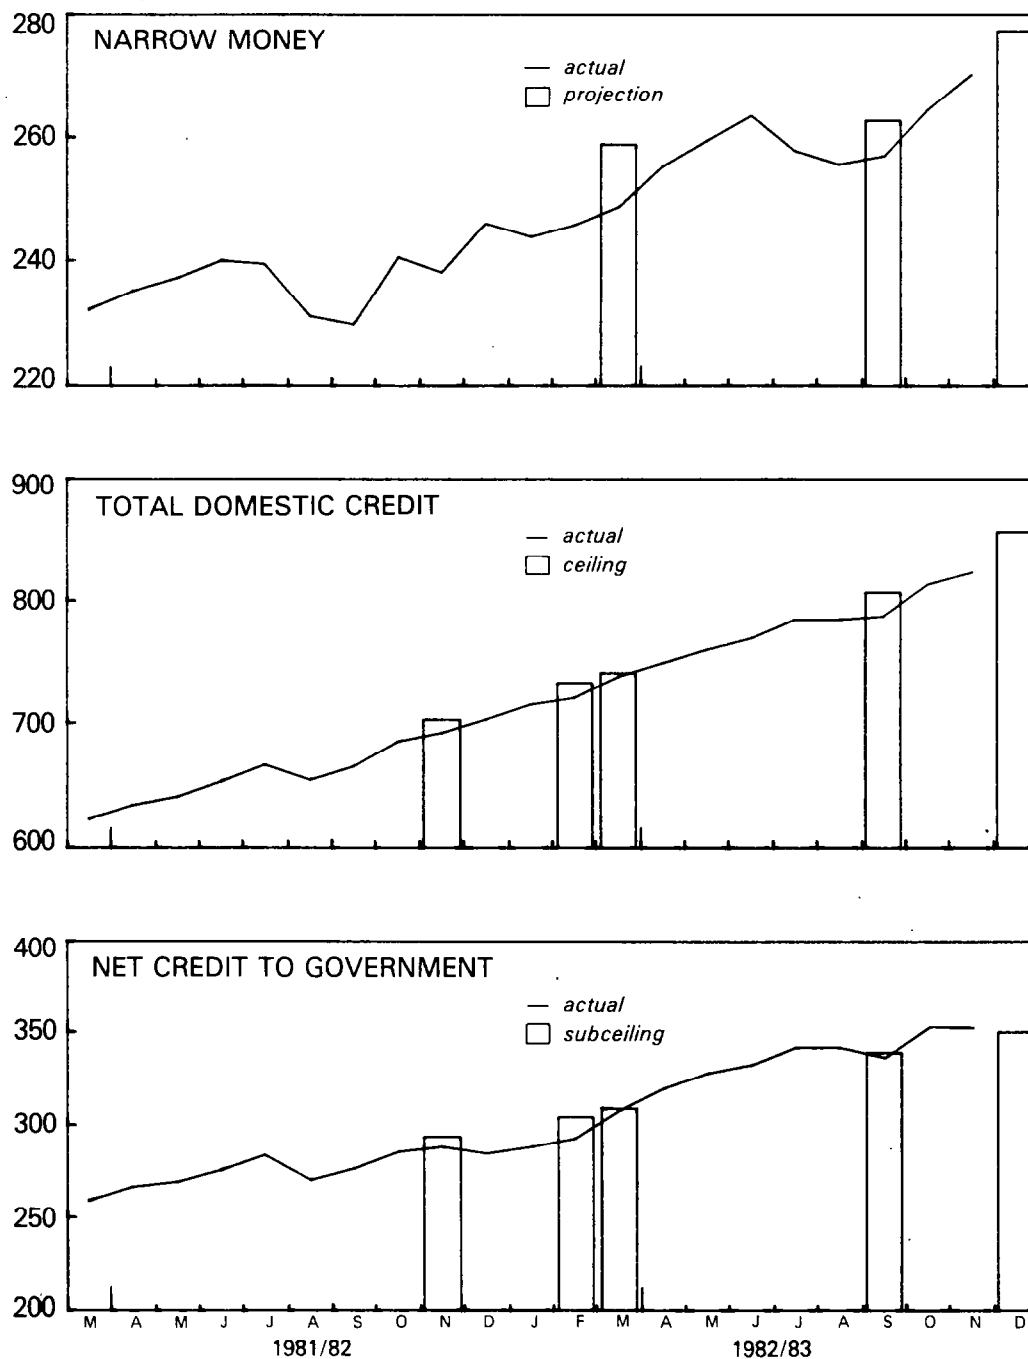 280
NARROW MONEY
actual
projection
260
240
220
900
TOTAL DOMESTIC CREDIT
actual
ceiling
800
700
600
400
NET CREDIT TO GOVERNMENT
actual
subceiling
350
300
250
200
M A M J J A S O N D J F M A M J J A S O N D
1981/82 1982/83